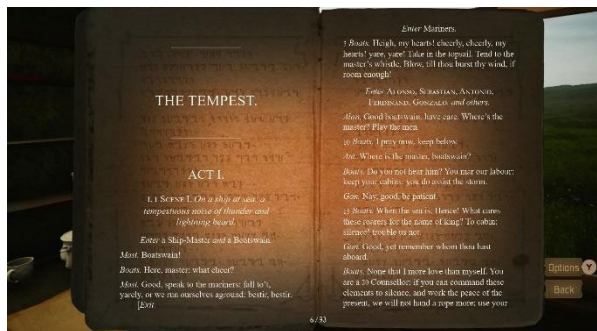 THE TEMPEST.
ACT I.
I. I SCENE I. On a ship at sea: a
tempestuous noise of thunder and
lightning heard.
Enter a Ship-Master and a Boatswain.
Mast. Boatswain!
Boats. Here, master: what cheer?
Mast. Good, speak to the mariners: fall to't,
yarely, or we run ourselves aground: bestir, bestir.
[Exit.
Enter Mariners.
5 Boats. Heigh, my hearts! cheerly, cheerly, my
hearts! yare, yare! Take in the topsail. Tend to the
master's whistle. Blow, till thou burst thy wind, if
room enough!
Enter ALONSO, SEBASTIAN, ANTONIO,
FERDINAND, GONZALO, and others.
Alon. Good boatswain, have care. Where's the
master? Play the men.
10 Boats. I pray now, keep below.
Ant. Where is the master, boatswain?
Boats. Do you not hear him? You mar our labour:
keep your cabins: you do assist the storm.
Gon. Nay, good, be patient.
15 Boats. When the sea is. Hence! What cares
these roarers for the name of king? To cabin:
silence! trouble us not.
Gon. Good, yet remember whom thou hast
aboard.
Boats. None that I more love than myself. You
are a 20 Counsellor; if you can command these
elements to silence, and work the peace of the
present, we will not hand a rope more; use your
6/93
Options Y
Back